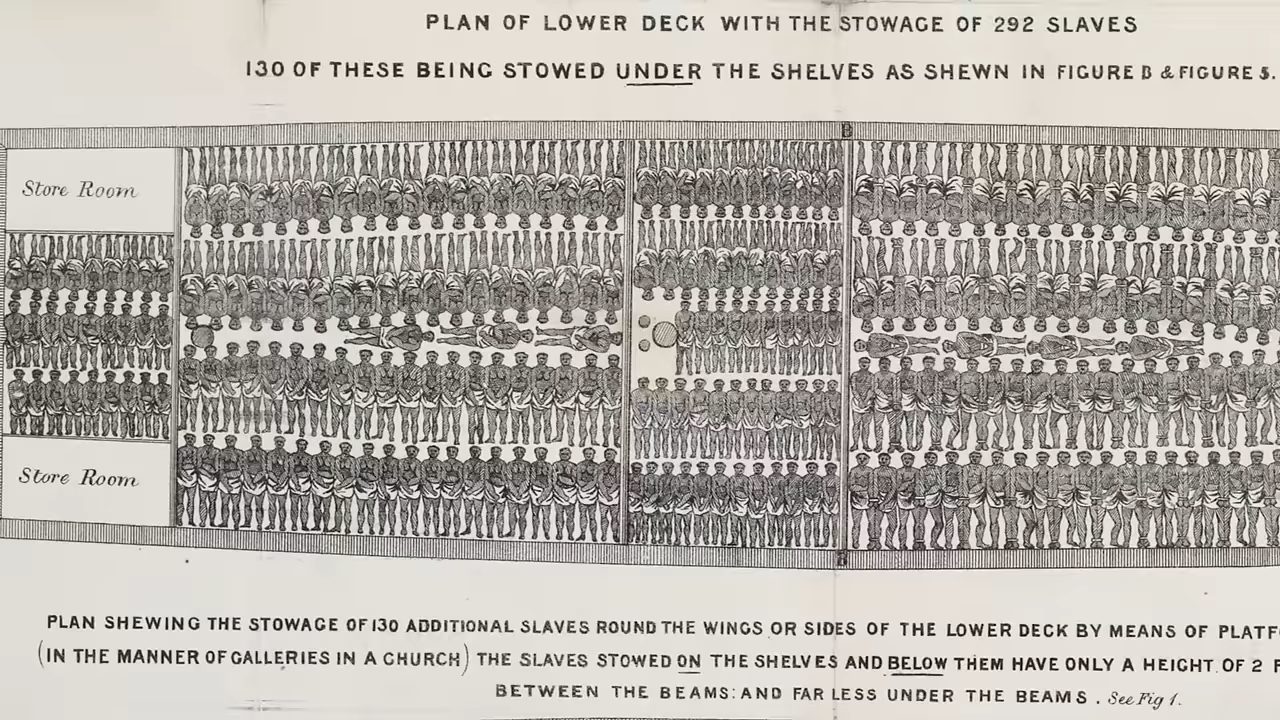 PLAN OF LOWER DECK WITH THE STOWAGE OF 292 SLAVES
130 OF THESE BEING STOWED UNDER THE SHELVES AS SHEWN IN FIGURE B & FIGURE 5.
B
Store Room
Store Room
PLAN SHEWING THE STOWAGE OF 130 ADDITIONAL SLAVES ROUND THE WINGS OR SIDES OF THE LOWER DECK BY MEANS OF PLATF
(IN THE MANNER OF GALLERIES IN A CHURCH) THE SLAVES STOWED ON THE SHELVES AND BELOW THEM HAVE ONLY A HEIGHT OF 2 F
BETWEEN THE BEAMS: AND FAR LESS UNDER THE BEAMS. See Fig 1.